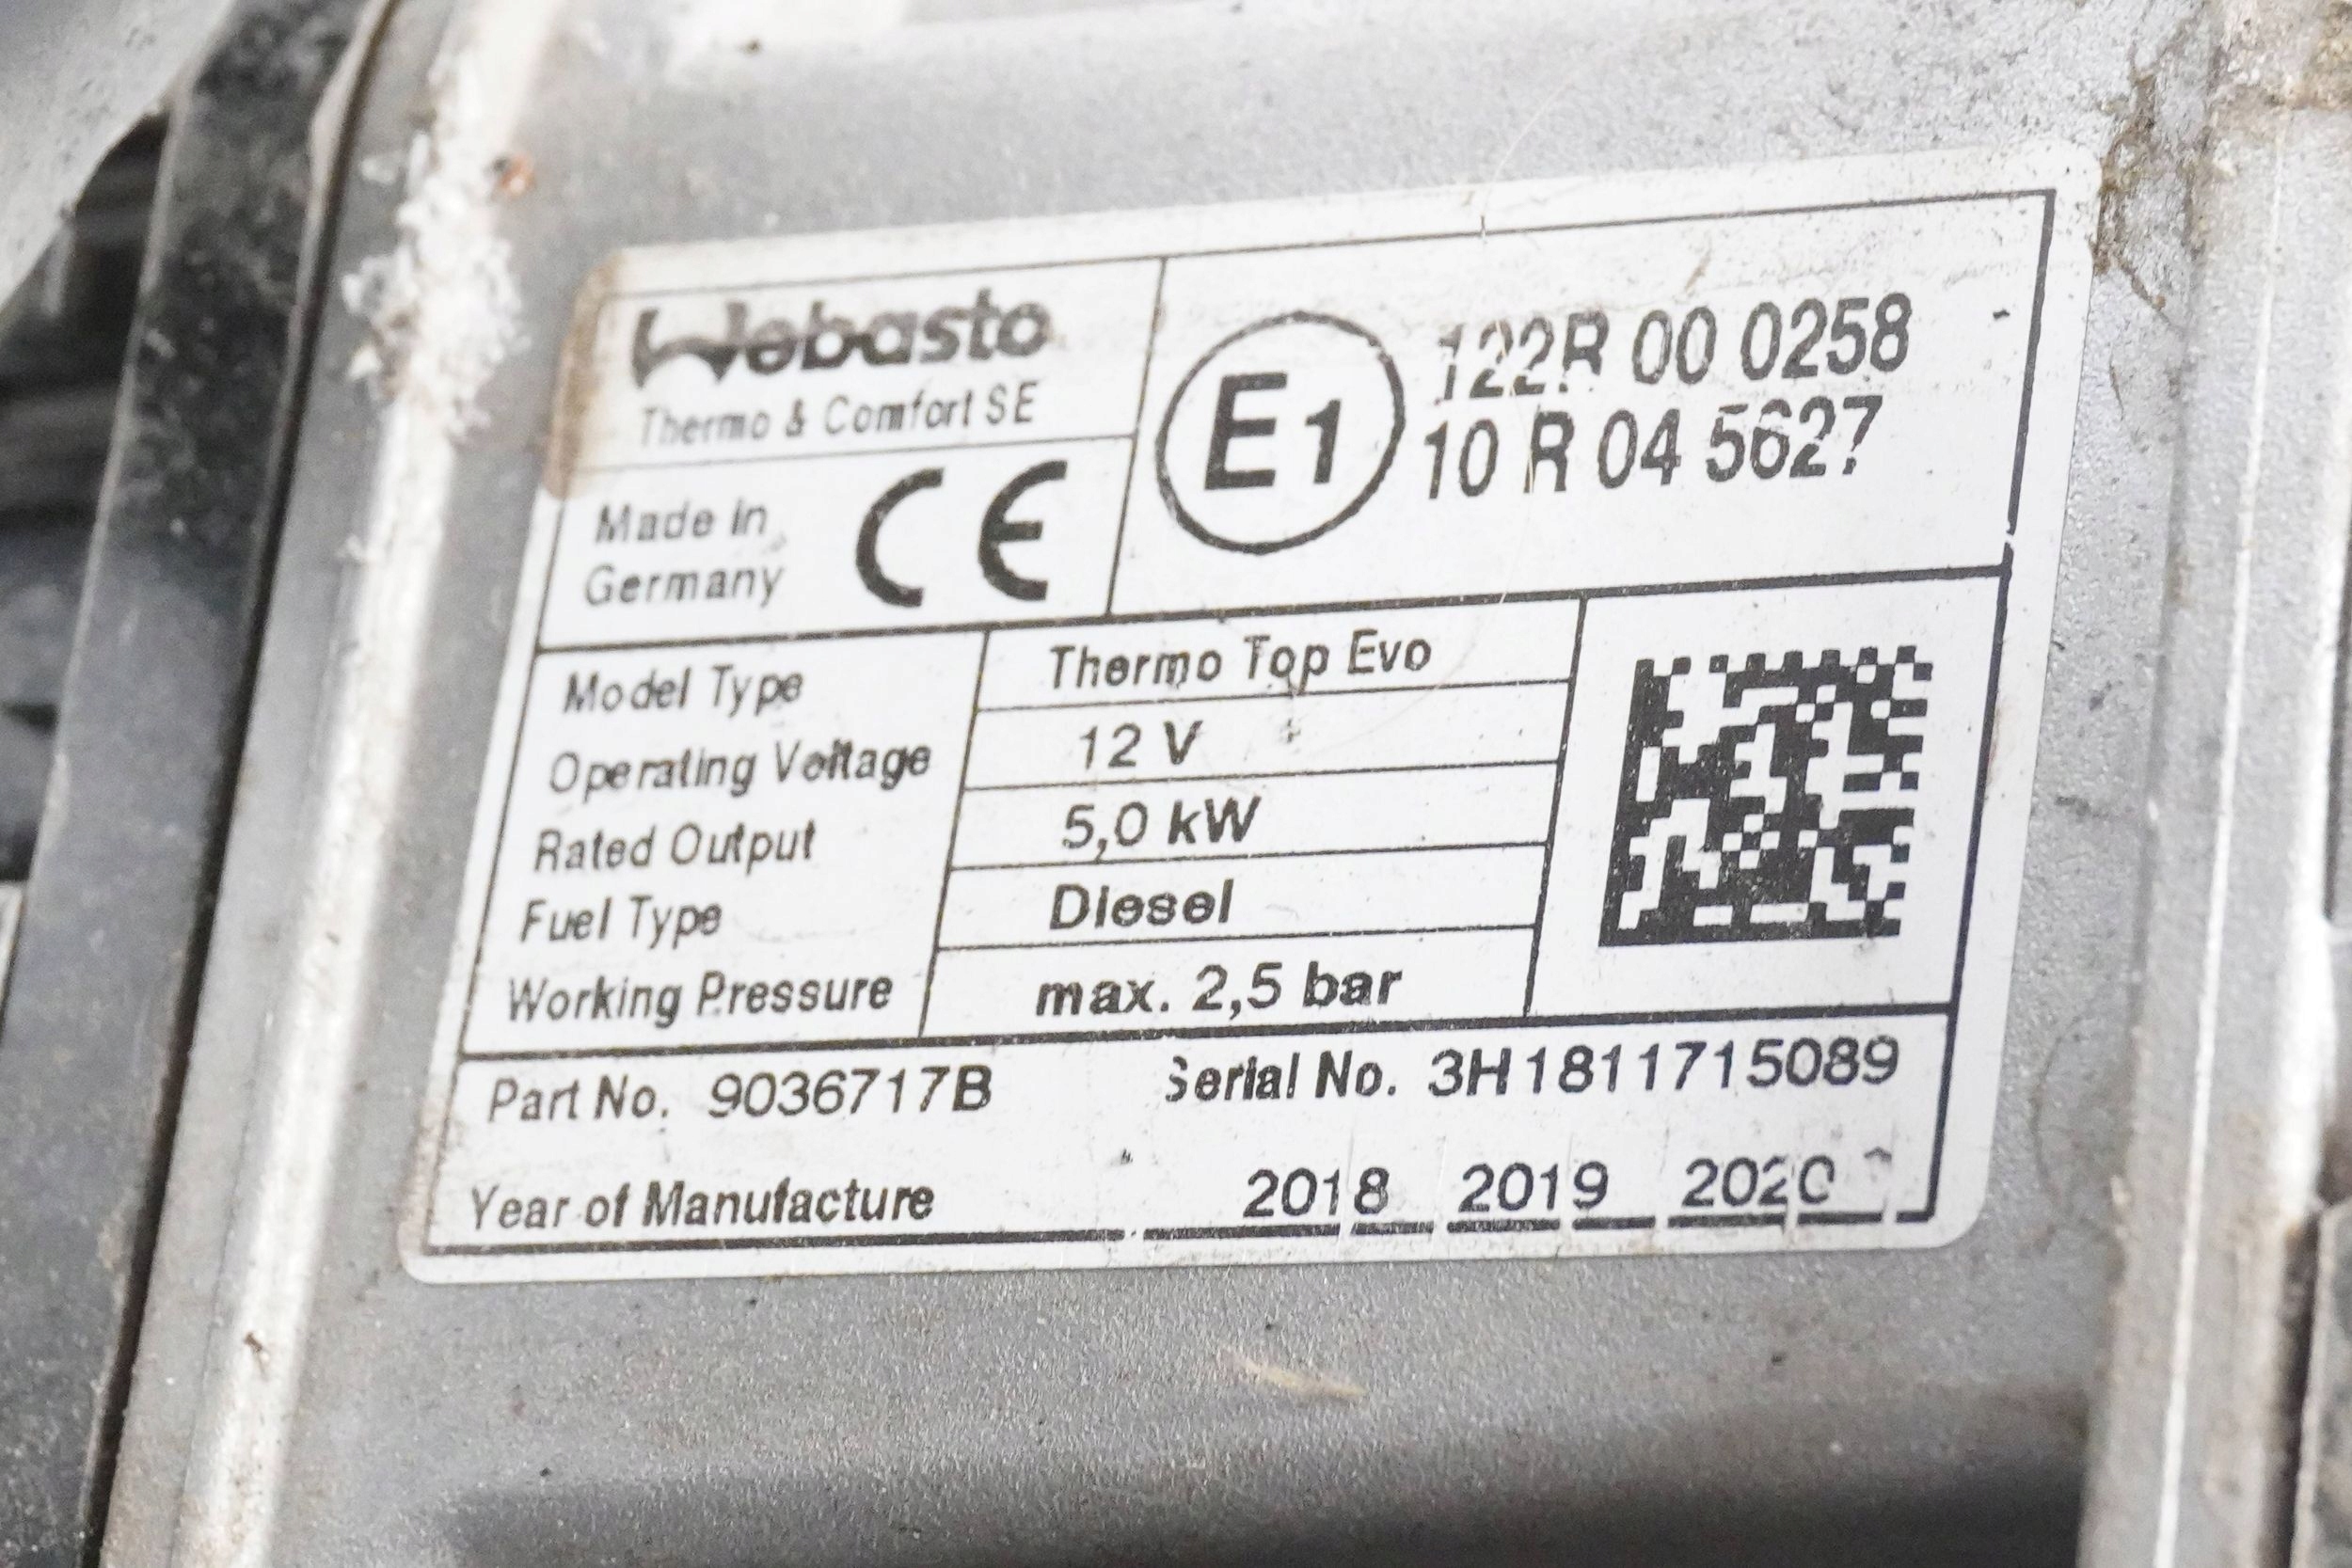 Webasto
Thermo & Comfort SE
Made in
Germany
CE
E1
122R 00 0258
10 R 04 5627
Model Type Thermo Top Evo
Operating Voltage 12 V
Rated Output 5,0 kW
Fuel Type Diesel
Working Pressure max. 2,5 bar
Part No. 9036717B Serial No. 3H1811715089
Year of Manufacture 2018 2019 2020